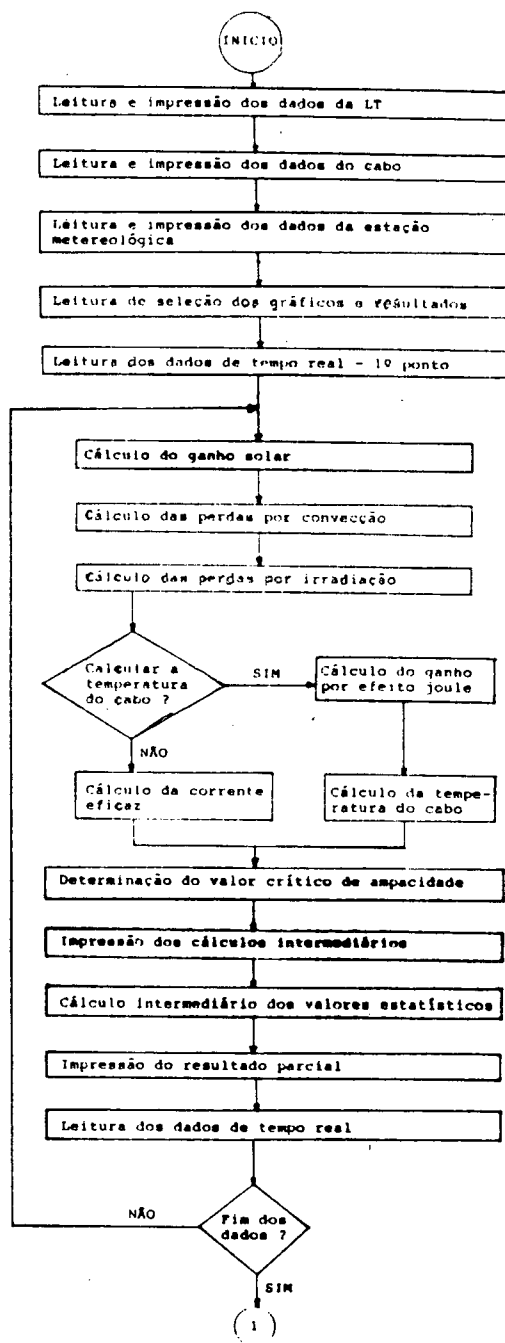 INICIO
Leitura e impressão dos dados da LT
Leitura e impressão dos dados do cabo
Leitura e impressão dos dados da estação
metereológica
Leitura de seleção dos gráficos e resultados
Leitura dos dados de tempo real - 1º ponto
Cálculo do ganho solar
Cálculo das perdas por convecção
Cálculo das perdas por irradiação
Calcular a
temperatura
do cabo ?
SIM
Cálculo do ganho
por efeito joule
NÃO
Cálculo da corrente
eficaz
Cálculo da tempe-
ratura do cabo
Determinação do valor crítico de ampacidade
Impressão dos cálculos intermediários
Cálculo intermediário dos valores estatísticos
Impressão do resultado parcial
Leitura dos dados de tempo real
NÃO
Fim dos
dados ?
SIM
1